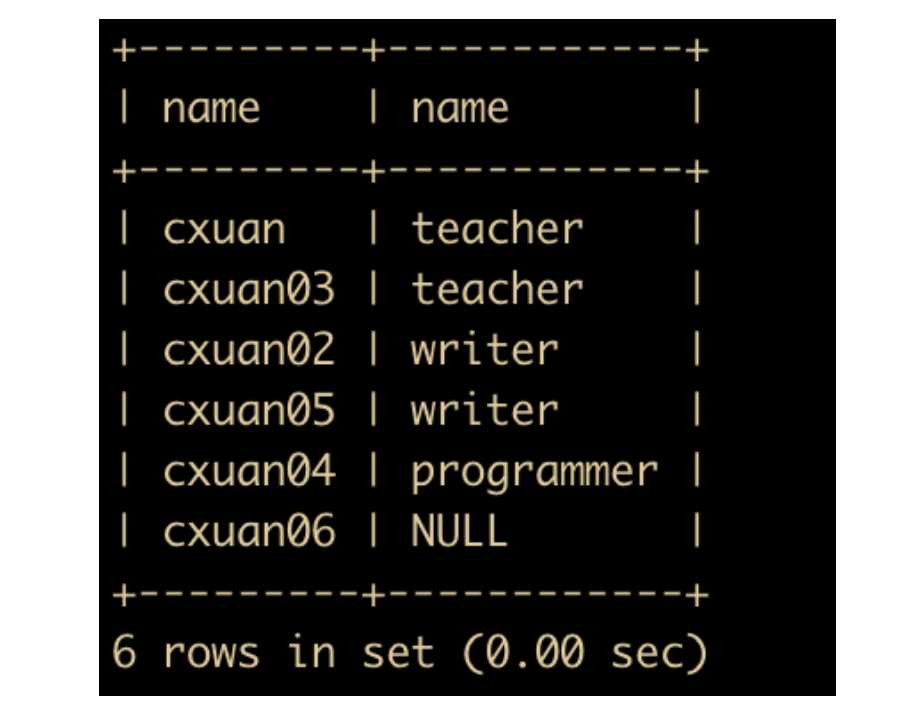 +---------+------------+
| name    | name       |
+---------+------------+
| cxuan   | teacher    |
| cxuan03 | teacher    |
| cxuan02 | writer     |
| cxuan05 | writer     |
| cxuan04 | programmer |
| cxuan06 | NULL       |
+---------+------------+
6 rows in set (0.00 sec)